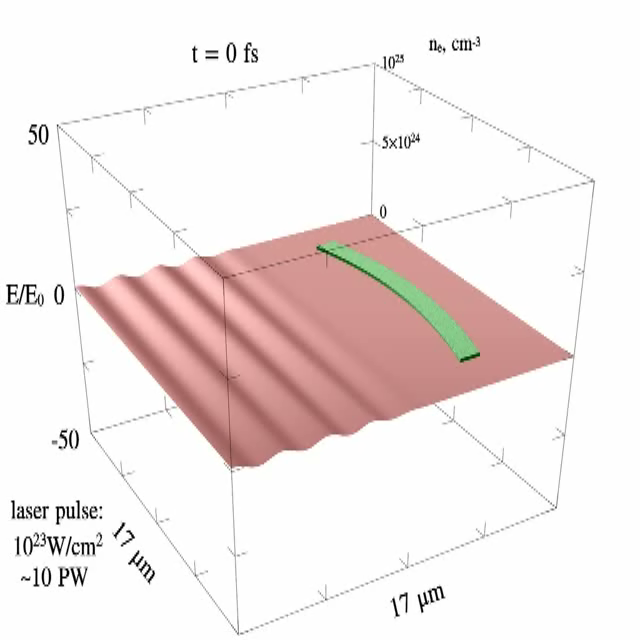 t = 0 fs
nₑ, cm⁻³
10²⁵
50
5×10²⁴
0
E/E₀ 0
-50
laser pulse:
10²³W/cm²
~10 PW
17 μm
17 μm